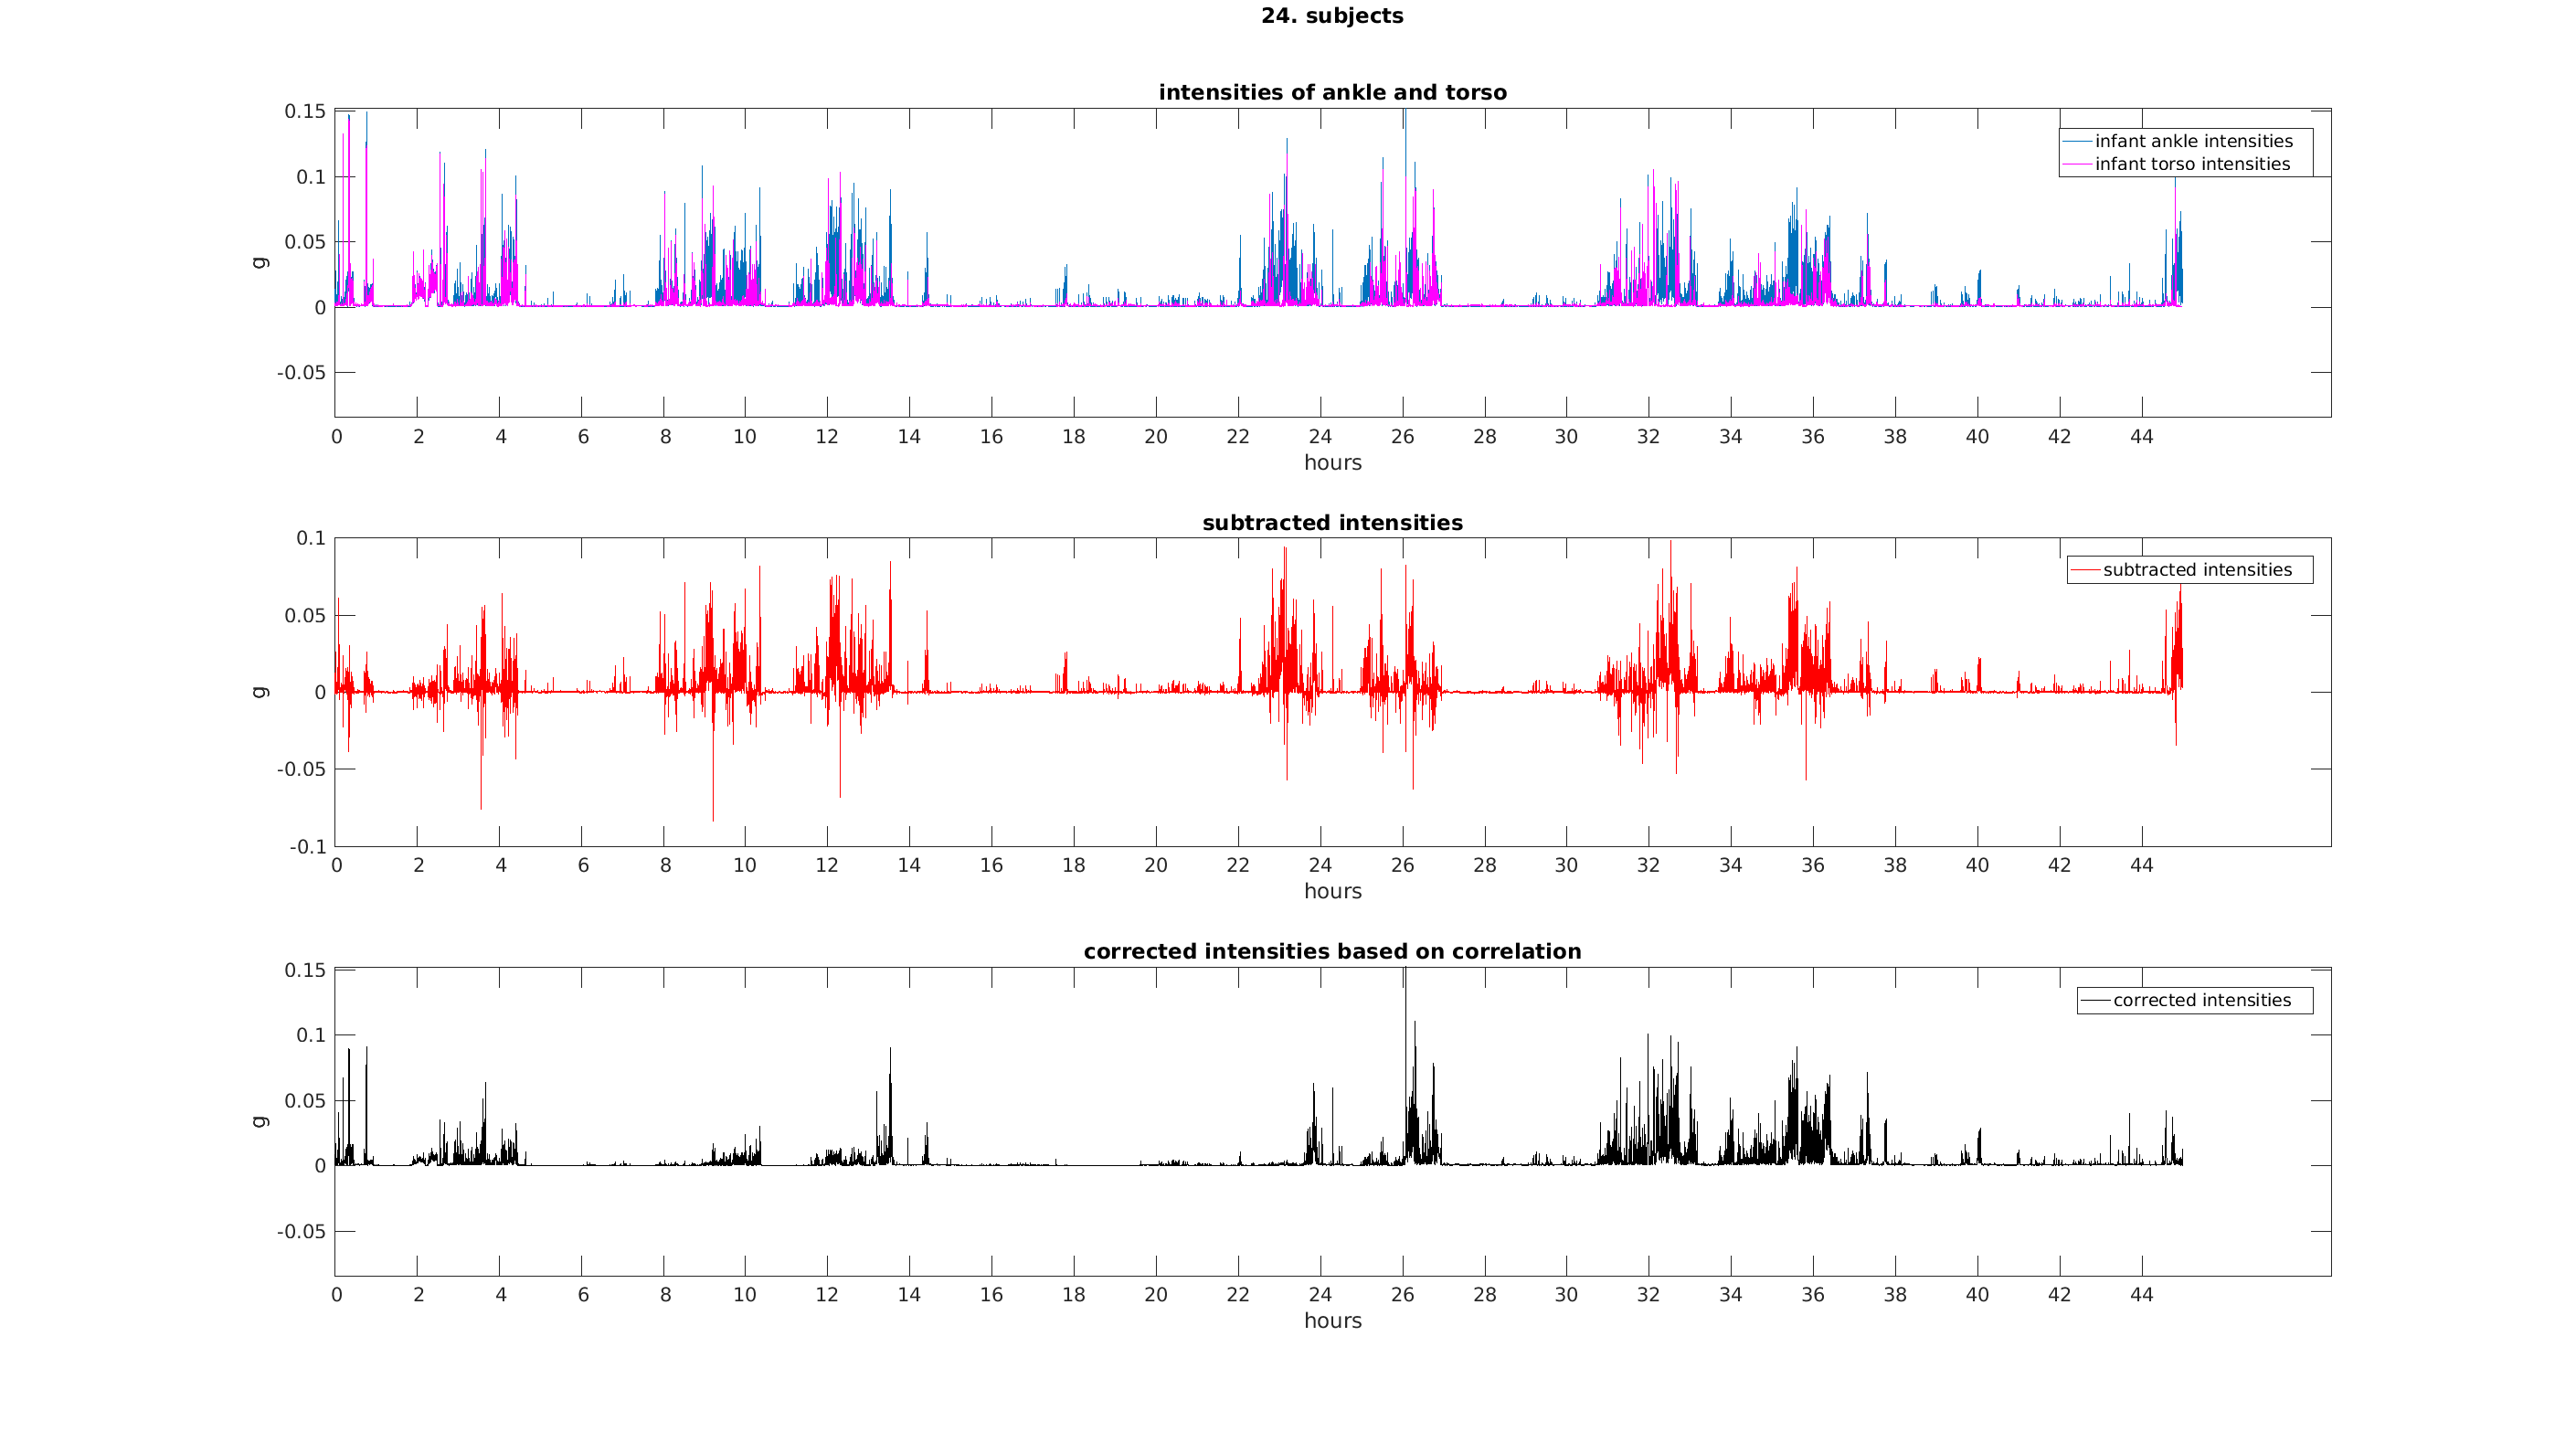 24. subjects
intensities of ankle and torso
0.15
0.1
0.05
0
-0.05
g
infant ankle intensities
infant torso intensities
0 2 4 6 8 10 12 14 16 18 20 22 24 26 28 30 32 34 36 38 40 42 44
hours
subtracted intensities
0.1
0.05
0
-0.05
-0.1
g
subtracted intensities
0 2 4 6 8 10 12 14 16 18 20 22 24 26 28 30 32 34 36 38 40 42 44
hours
corrected intensities based on correlation
0.15
0.1
0.05
0
-0.05
g
corrected intensities
0 2 4 6 8 10 12 14 16 18 20 22 24 26 28 30 32 34 36 38 40 42 44
hours